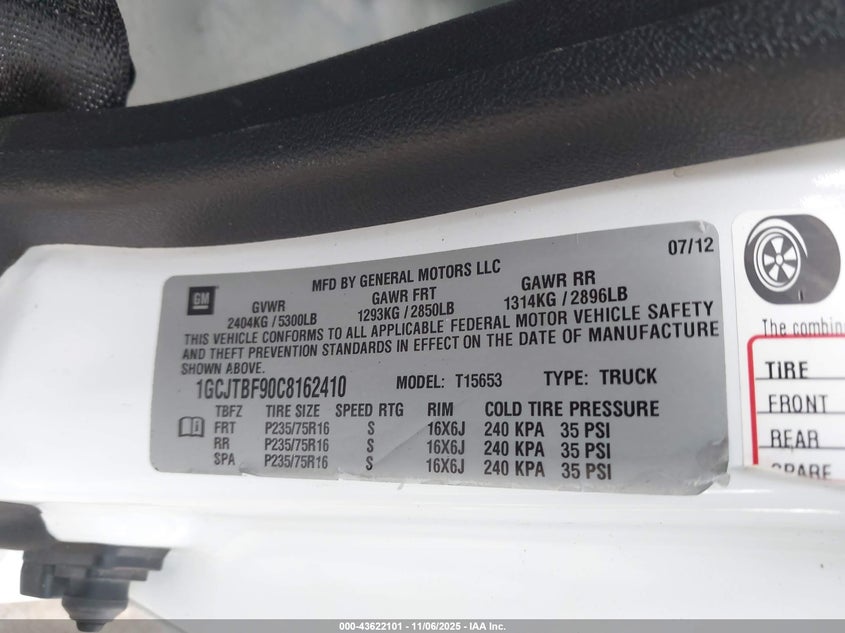 07/12
MFD BY GENERAL MOTORS LLC
GM
GVWR GAWR FRT GAWR RR
2404KG / 5300LB 1293KG / 2850LB 1314KG / 2896LB
THIS VEHICLE CONFORMS TO ALL APPLICABLE FEDERAL MOTOR VEHICLE SAFETY
AND THEFT PREVENTION STANDARDS IN EFFECT ON THE DATE OF MANUFACTURE
SHOWN ABOVE.
1GCJTBF90C8162410 MODEL: T15653 TYPE: TRUCK
TBFZ TIRE SIZE SPEED RTG RIM COLD TIRE PRESSURE
FRT P235/75R16 S 16X6J 240 KPA 35 PSI
RR P235/75R16 S 16X6J 240 KPA 35 PSI
SPA P235/75R16 S 16X6J 240 KPA 35 PSI
The combin
TIRE
FRONT
REAR
SPARE
000-43622101 - 11/06/2025 - IAA Inc.